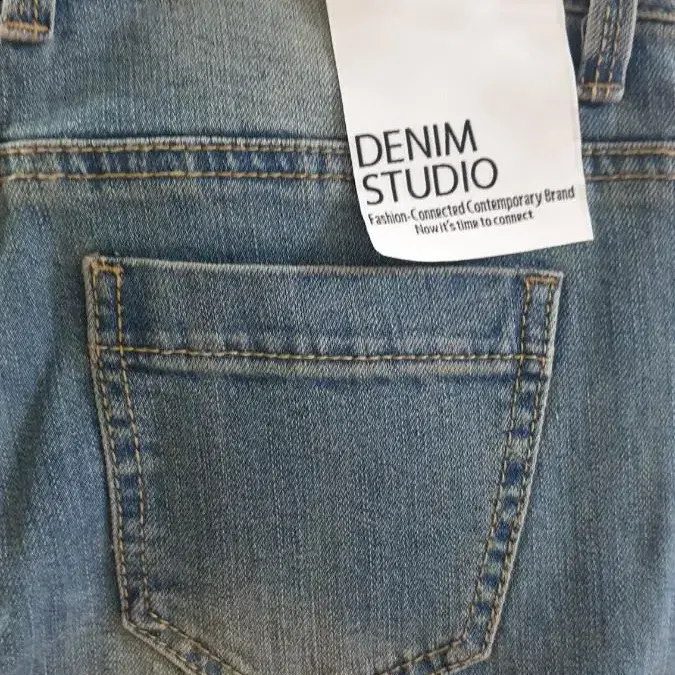 DENIM
STUDIO
Fashion-Connected Contemporary Brand
Now it's time to connect